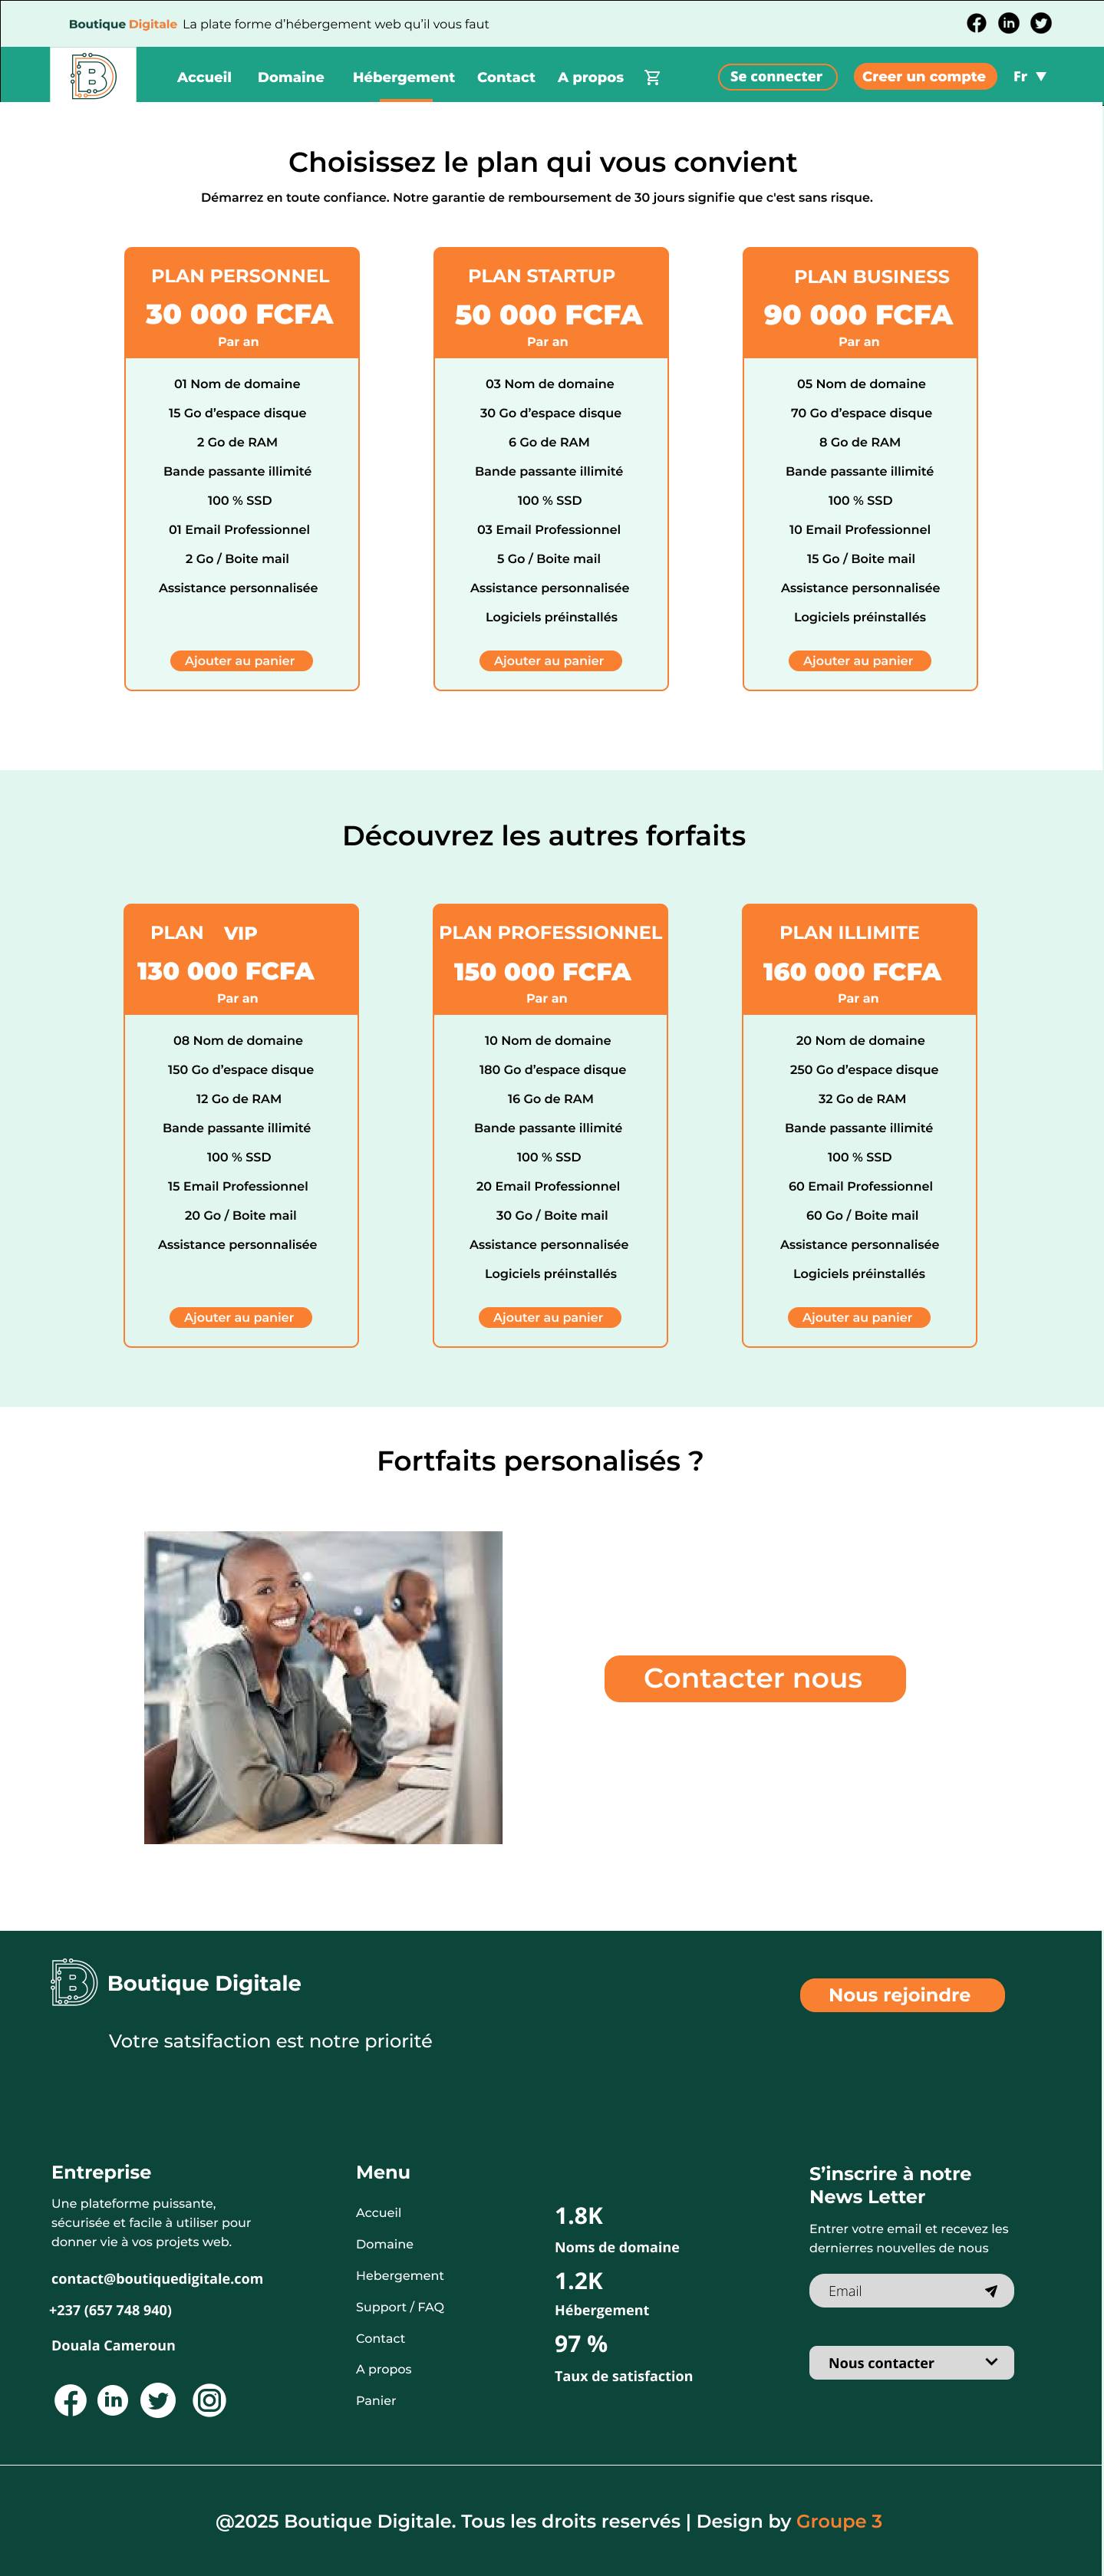 Boutique Digitale La plate forme d'hébergement web qu'il vous faut
Accueil Domaine Hébergement Contact A propos Se connecter Creer un compte Fr
Choisissez le plan qui vous convient
Démarrez en toute confiance. Notre garantie de remboursement de 30 jours signifie que c'est sans risque.
PLAN PERSONNEL
30 000 FCFA
Par an
01 Nom de domaine
15 Go d'espace disque
2 Go de RAM
Bande passante illimité
100 % SSD
01 Email Professionnel
2 Go / Boite mail
Assistance personnalisée
Ajouter au panier
PLAN STARTUP
50 000 FCFA
Par an
03 Nom de domaine
30 Go d'espace disque
6 Go de RAM
Bande passante illimité
100 % SSD
03 Email Professionnel
5 Go / Boite mail
Assistance personnalisée
Logiciels préinstallés
Ajouter au panier
PLAN BUSINESS
90 000 FCFA
Par an
05 Nom de domaine
70 Go d'espace disque
8 Go de RAM
Bande passante illimité
100 % SSD
10 Email Professionnel
15 Go / Boite mail
Assistance personnalisée
Logiciels préinstallés
Ajouter au panier
Découvrez les autres forfaits
PLAN VIP
130 000 FCFA
Par an
08 Nom de domaine
150 Go d'espace disque
12 Go de RAM
Bande passante illimité
100 % SSD
15 Email Professionnel
20 Go / Boite mail
Assistance personnalisée
Ajouter au panier
PLAN PROFESSIONNEL
150 000 FCFA
Par an
10 Nom de domaine
180 Go d'espace disque
16 Go de RAM
Bande passante illimité
100 % SSD
20 Email Professionnel
30 Go / Boite mail
Assistance personnalisée
Logiciels préinstallés
Ajouter au panier
PLAN ILLIMITE
160 000 FCFA
Par an
20 Nom de domaine
250 Go d'espace disque
32 Go de RAM
Bande passante illimité
100 % SSD
60 Email Professionnel
60 Go / Boite mail
Assistance personnalisée
Logiciels préinstallés
Ajouter au panier
Fortfaits personalisés ?
Contacter nous
Boutique Digitale
Votre satsifaction est notre priorité
Nous rejoindre
Entreprise
Une plateforme puissante,
sécurisée et facile à utiliser pour
donner vie à vos projets web.
contact@boutiquedigitale.com
+237 (657 748 940)
Douala Cameroun
Menu
Accueil
Domaine
Hebergement
Support / FAQ
Contact
A propos
Panier
1.8K
Noms de domaine
1.2K
Hébergement
97 %
Taux de satisfaction
S'inscrire à notre
News Letter
Entrer votre email et recevez les
dernierres nouvelles de nous
Email
Nous contacter
@2025 Boutique Digitale. Tous les droits reservés | Design by Groupe 3